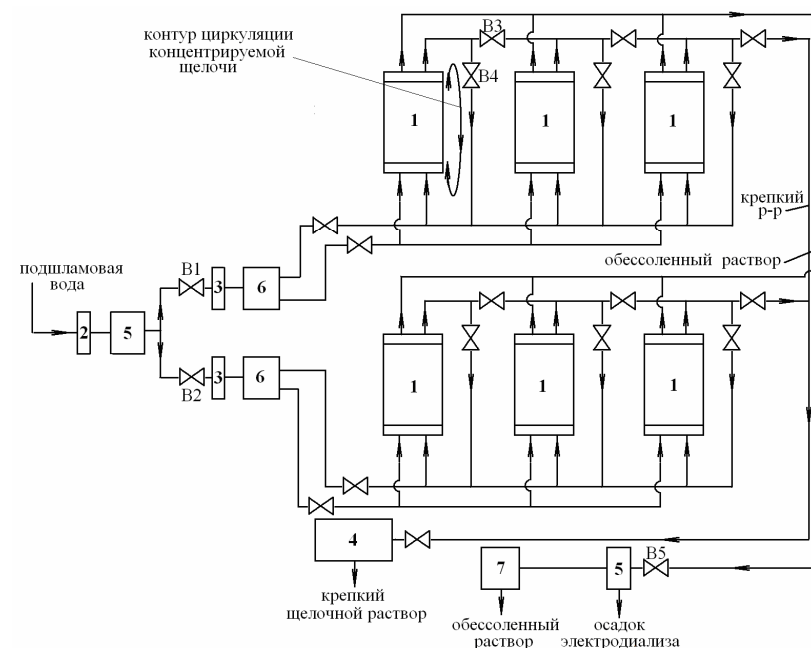 контур циркуляции
концентрируемой
щелочи
В3
В4
1
1
1
крепкий
р-р
обессоленный раствор
подшламовая
вода
В1
3
6
2
5
3
6
В2
1
1
1
4
крепкий
щелочной раствор
В5
7
5
обессоленный
раствор
осадок
электродиализа